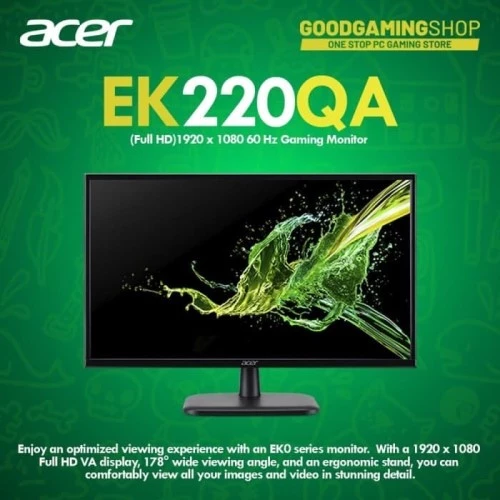 acer
GOODGAMINGSHOP
ONE STOP PC GAMING STORE
EK220QA
(Full HD)1920 x 1080 60 Hz Gaming Monitor
acer
Enjoy an optimized viewing experience with an EK0 series monitor. With a 1920 x 1080
Full HD VA display, 178° wide viewing angle, and an ergonomic stand, you can
comfortably view all your images and video in stunning detail.